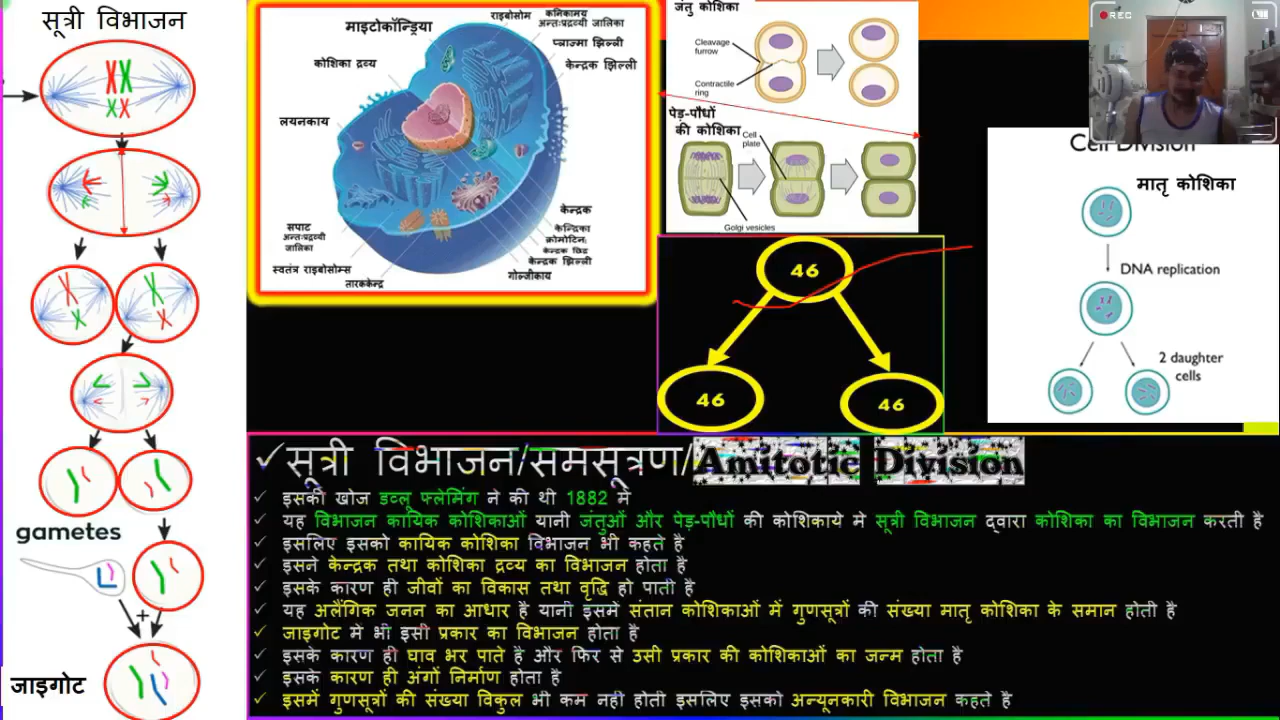 सूत्री विभाजन
gametes
+
जाइगोट
माइटोकॉन्ड्रिया
राइबोसोम
कनिकामय
अन्तःप्रद्रव्यी जालिका
प्लाज्मा झिल्ली
केन्द्रक झिल्ली
कोशिका द्रव्य
लयनकाय
सपाट
अन्तःप्रद्रव्यी
जालिका
स्वतंत्र राइबोसोम्स
तारककेन्द्र
केन्द्रक
केन्द्रिका
क्रोमोटिन
केन्द्रक छिद्र
केन्द्रक झिल्ली
गोल्जीकाय
जंतु कोशिका
Cleavage
furrow
Contractile
ring
पेड़-पौधों
की कोशिका
Cell
plate
Golgi vesicles
46
46
46
REC
Cell Division
मातृ कोशिका
DNA replication
2 daughter
cells
✓सूत्री विभाजन/समसूत्रण/Amitotic Division
✓ इसकी खोज डव्लू फ्लेमिंग ने की थी 1882 मे
✓ यह विभाजन कायिक कोशिकाओं यानी जंतुओं और पेड़-पौधों की कोशिकाये मे सूत्री विभाजन द्वारा कोशिका का विभाजन करती है
✓ इसलिए इसको कायिक कोशिका विभाजन भी कहते है
✓ इसने केन्द्रक तथा कोशिका द्रव्य का विभाजन होता है
✓ इसके कारण ही जीवों का विकास तथा वृद्धि हो पाती है
✓ यह अलैंगिक जनन का आधार है यानी इसमें संतान कोशिकाओं में गुणसूत्रों की संख्या मातृ कोशिका के समान होती है
✓ जाइगोट में भी इसी प्रकार का विभाजन होता है
✓ इसके कारण ही घाव भर पाते है और फिर से उसी प्रकार की कोशिकाओं का जन्म होता है
✓ इसके कारण ही अंगों निर्माण होता है
✓ इसमें गुणसूत्रों की संख्या विकुल भी कम नही होती इसलिए इसको अन्यूनकारी विभाजन कहते है